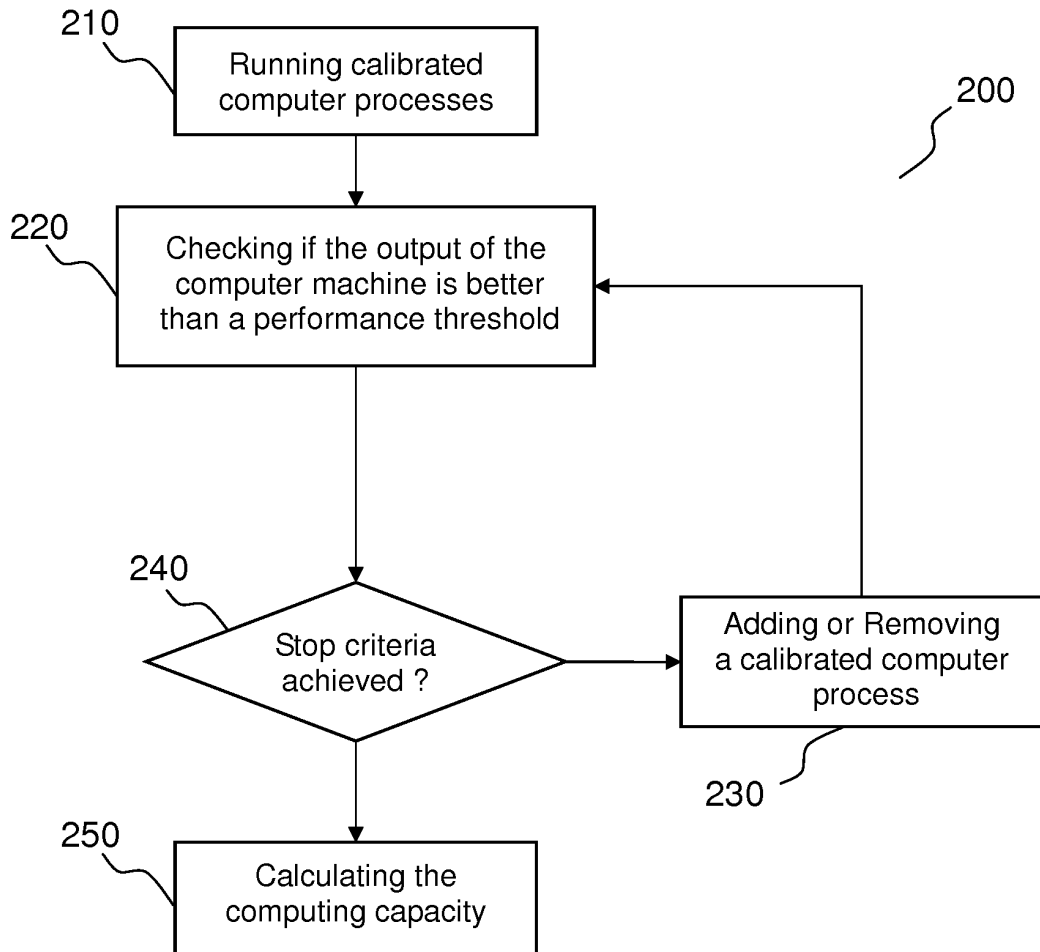 210
Running calibrated
computer processes
200
220
Checking if the output of the
computer machine is better
than a performance threshold
240
Stop criteria
achieved ?
Adding or Removing
a calibrated computer
process
230
250
Calculating the
computing capacity